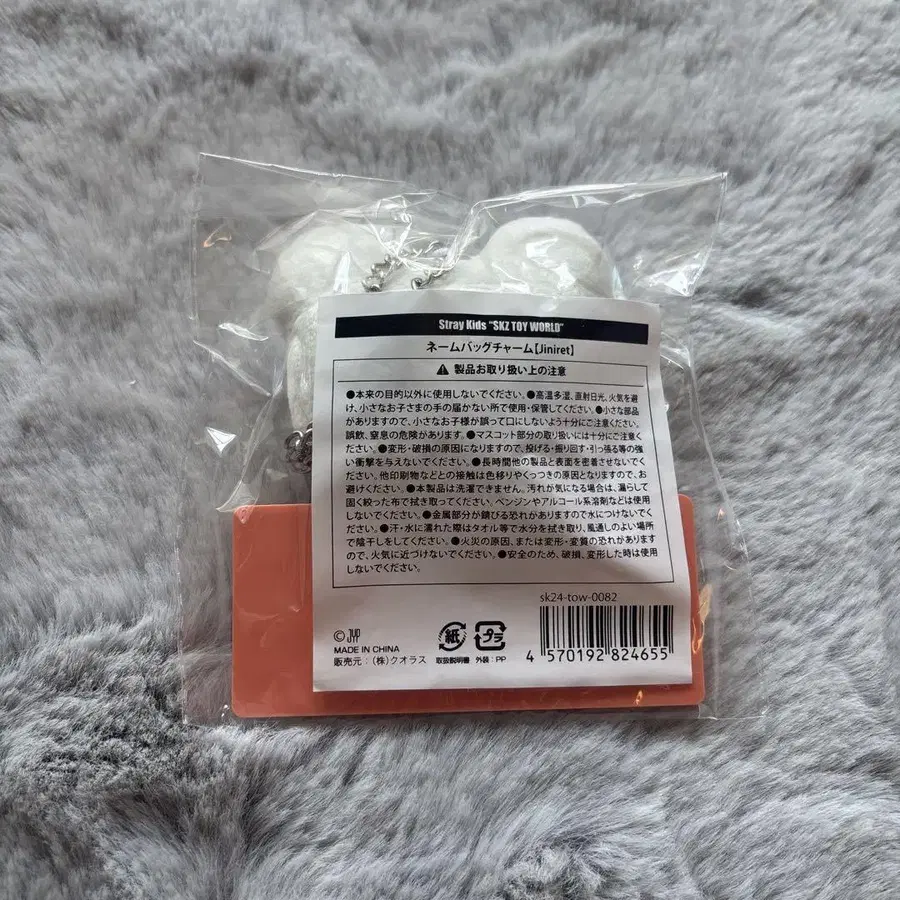 Stray Kids "SKZ TOY WORLD"
ネームバッグチャーム【Jiniret】
⚠ 製品お取り扱い上の注意
●本来の目的以外に使用しないでください。●高温多湿、直射日光、火気を避
け、小さなお子さまの手の届かない所で使用・保管してください。●小さな部品
がありますので、小さなお子様が誤って口にしないよう十分にご注意ください。
誤飲、窒息の危険があります。●マスコット部分の取り扱いには十分にご注意く
ださい。●変形・破損の原因になりますので、投げる・振り回す・引っ張る等の強
い衝撃を与えないでください。●長時間他の製品と表面を密着させないでくだ
さい。他印刷物などとの接触は色移りやくっつきの原因となりますので、お
避けください。●本製品は洗濯できません。汚れが気になる場合は、濡らして
固く絞った布で拭き取ってください。ベンジンやアルコール系溶剤などは使用
しないでください。●金属部分が錆びる恐れがありますので水につけないでくだ
さい。●汗・水に濡れた際はタオル等で水分を拭き取り、風通しのよい場所
で陰干しをしてください。●火災の原因、または変形・変質の恐れがあります
ので、火気に近づけないでください。●安全のため、破損、変形した時は使用
しないでください。
sk24-tow-0082
© JYP
MADE IN CHINA
販売元：(株)クオラス
紙
取扱説明書
プラ
外装：PP
4 570192 824655